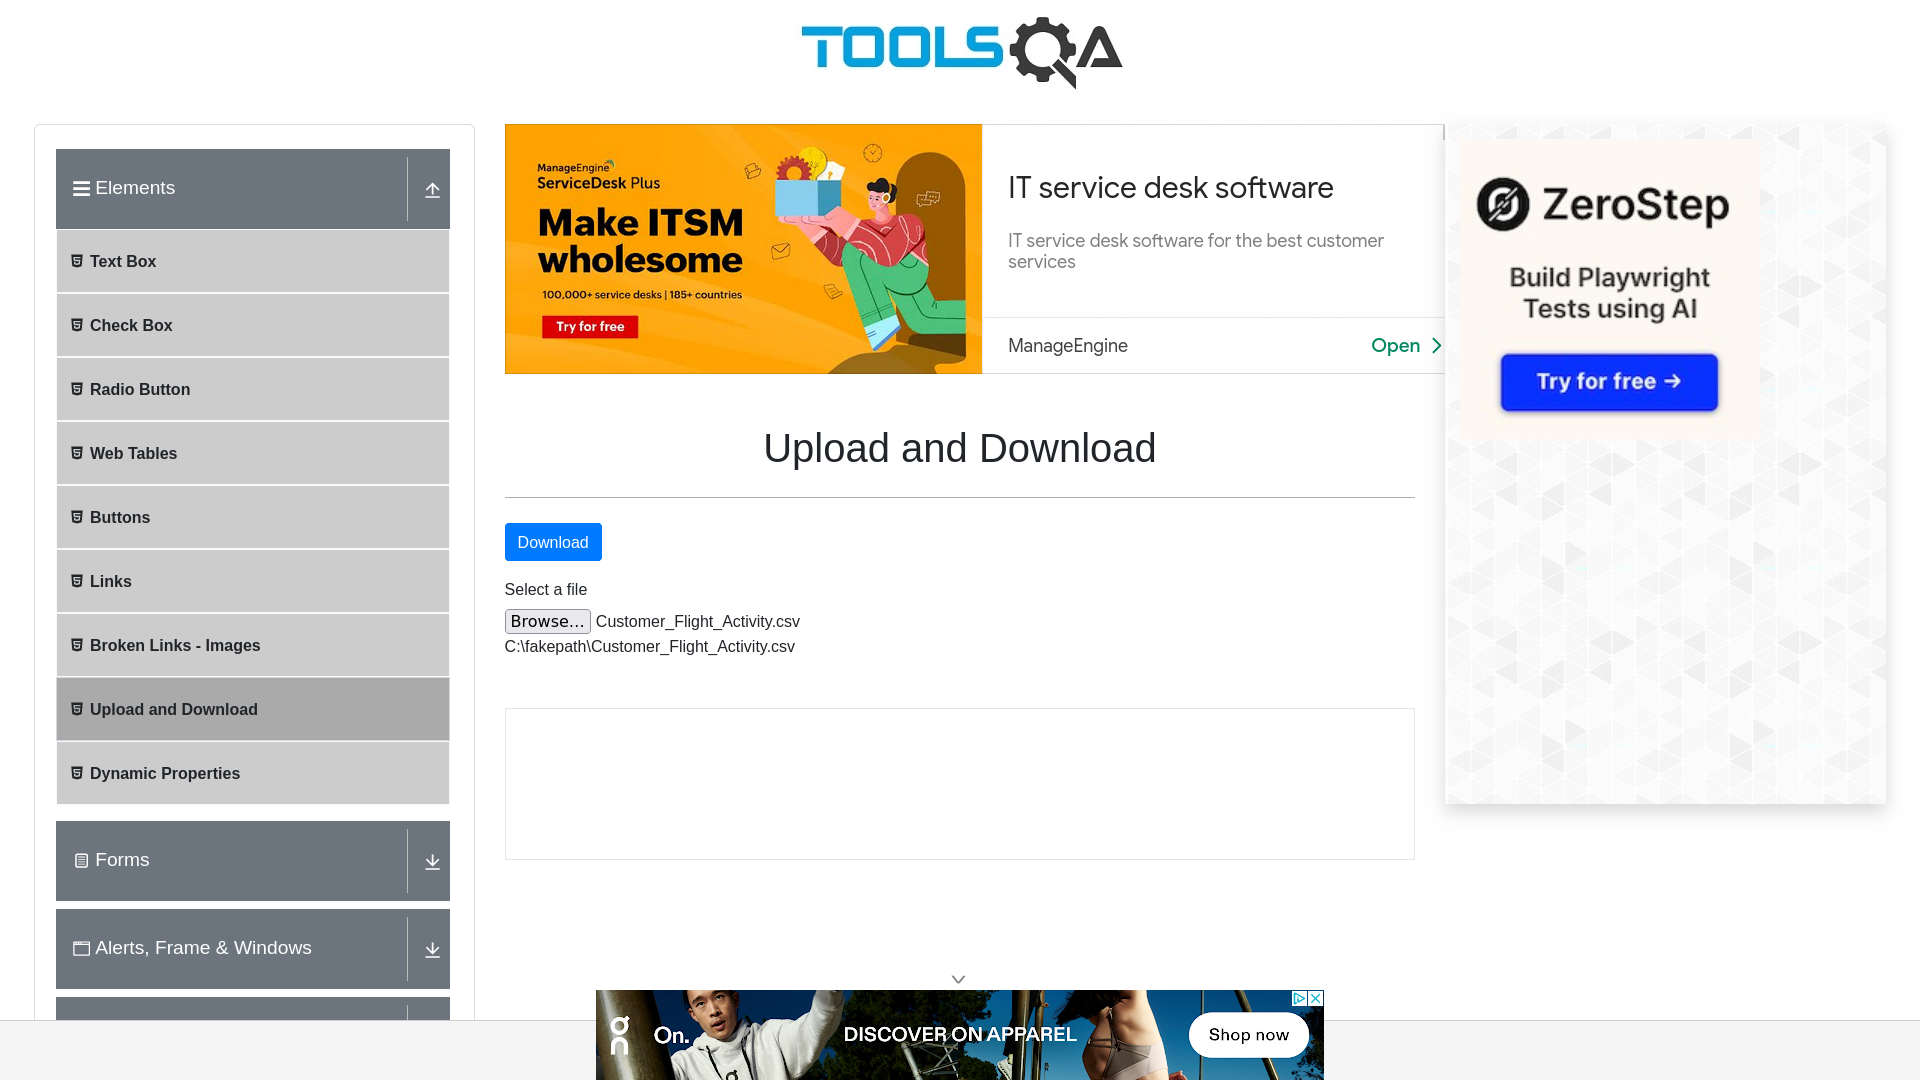 TOOLSQA
Elements
Text Box
Check Box
Radio Button
Web Tables
Buttons
Links
Broken Links - Images
Upload and Download
Dynamic Properties
Forms
Alerts, Frame & Windows
ManageEngine
ServiceDesk Plus
Make ITSM
wholesome
100,000+ service desks | 185+ countries
Try for free
IT service desk software
IT service desk software for the best customer
services
ManageEngine
Open
ZeroStep
Build Playwright
Tests using AI
Try for free →
Upload and Download
Download
Select a file
Browse... Customer_Flight_Activity.csv
C:\fakepath\Customer_Flight_Activity.csv
On.
DISCOVER ON APPAREL
Shop now